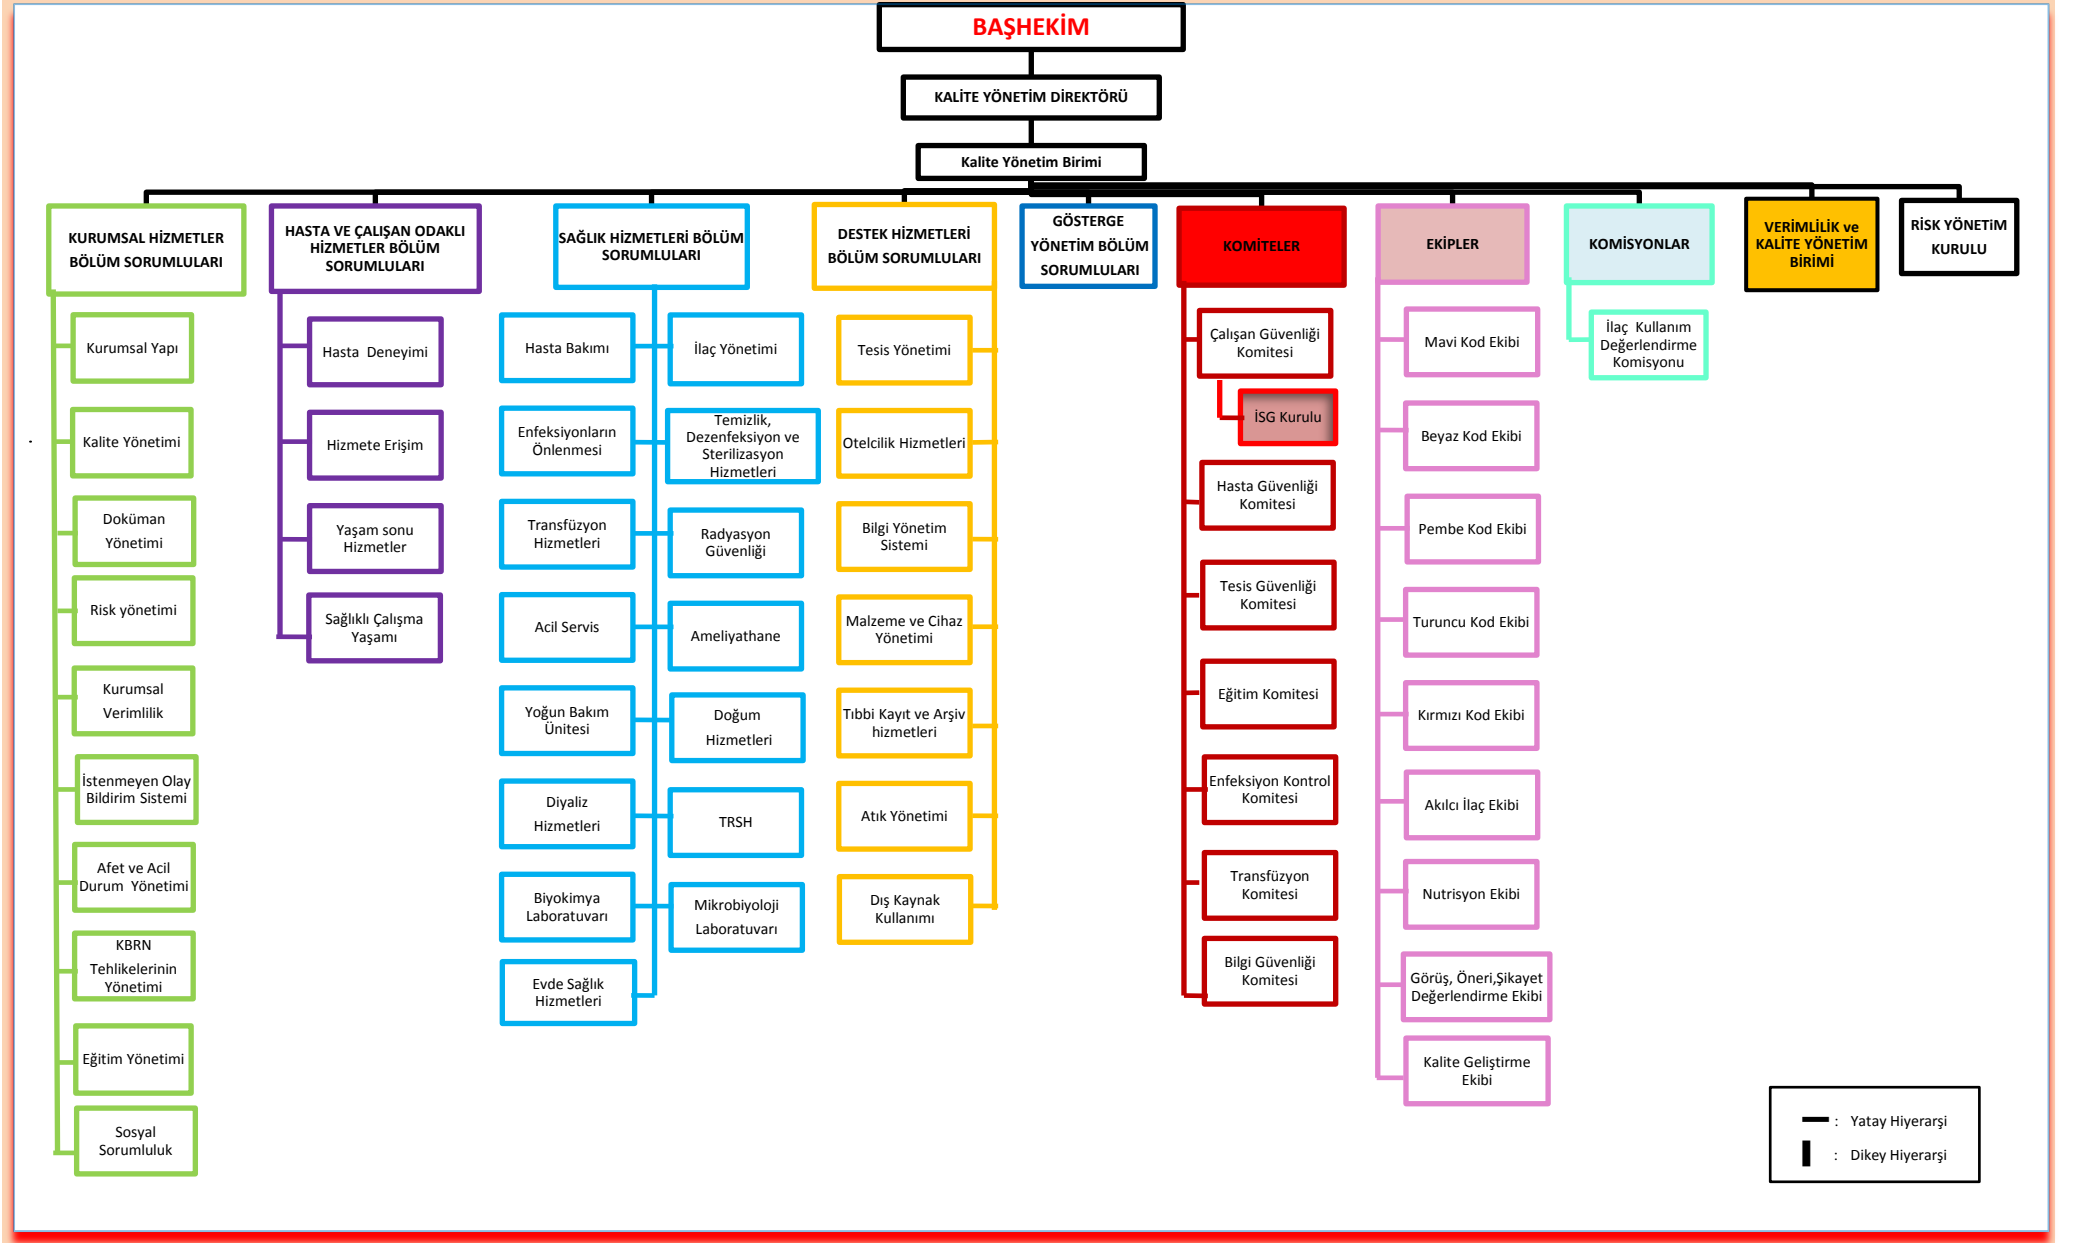 BAŞHEKİM
KALİTE YÖNETİM DİREKTÖRÜ
Kalite Yönetim Birimi
KURUMSAL HİZMETLER
BÖLÜM SORUMLULARI
HASTA VE ÇALIŞAN ODAKLI
HİZMETLER BÖLÜM
SORUMLULARI
SAĞLIK HİZMETLERİ BÖLÜM
SORUMLULARI
DESTEK HİZMETLERİ
BÖLÜM SORUMLULARI
GÖSTERGE
YÖNETİM BÖLÜM
SORUMLULARI
KOMİTELER
EKİPLER
KOMİSYONLAR
VERİMLİLİK ve
KALİTE YÖNETİM
BİRİMİ
RİSK YÖNETiM
KURULU
Kurumsal Yapı
Kalite Yönetimi
Doküman
Yönetimi
Risk yönetimi
Kurumsal
Verimlilik
İstenmeyen Olay
Bildirim Sistemi
Afet ve Acil
Durum Yönetimi
KBRN
Tehlikelerinin
Yönetimi
Eğitim Yönetimi
Sosyal
Sorumluluk
Hasta Deneyimi
Hizmete Erişim
Yaşam sonu
Hizmetler
Sağlıklı Çalışma
Yaşamı
Hasta Bakımı
Enfeksiyonların
Önlenmesi
Transfüzyon
Hizmetleri
Acil Servis
Yoğun Bakım
Ünitesi
Diyaliz
Hizmetleri
Biyokimya
Laboratuvarı
Evde Sağlık
Hizmetleri
İlaç Yönetimi
Temizlik,
Dezenfeksiyon ve
Sterilizasyon
Hizmetleri
Radyasyon
Güvenliği
Ameliyathane
Doğum
Hizmetleri
TRSH
Mikrobiyoloji
Laboratuvarı
Tesis Yönetimi
Otelcilik Hizmetleri
Bilgi Yönetim
Sistemi
Malzeme ve Cihaz
Yönetimi
Tıbbi Kayıt ve Arşiv
hizmetleri
Atık Yönetimi
Dış Kaynak
Kullanımı
Çalışan Güvenliği
Komitesi
İSG Kurulu
Hasta Güvenliği
Komitesi
Tesis Güvenliği
Komitesi
Eğitim Komitesi
Enfeksiyon Kontrol
Komitesi
Transfüzyon
Komitesi
Bilgi Güvenliği
Komitesi
Mavi Kod Ekibi
Beyaz Kod Ekibi
Pembe Kod Ekibi
Turuncu Kod Ekibi
Kırmızı Kod Ekibi
Akılcı İlaç Ekibi
Nutrisyon Ekibi
Görüş, Öneri,Şikayet
Değerlendirme Ekibi
Kalite Geliştirme
Ekibi
İlaç Kullanım
Değerlendirme
Komisyonu
: Yatay Hiyerarşi
: Dikey Hiyerarşi